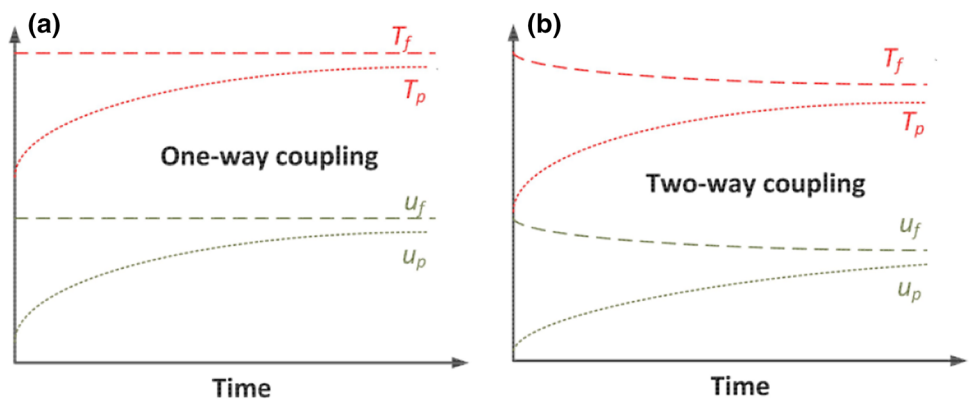 (a)
T_f
T_p
One-way coupling
u_f
u_p
Time
(b)
T_f
T_p
Two-way coupling
u_f
u_p
Time